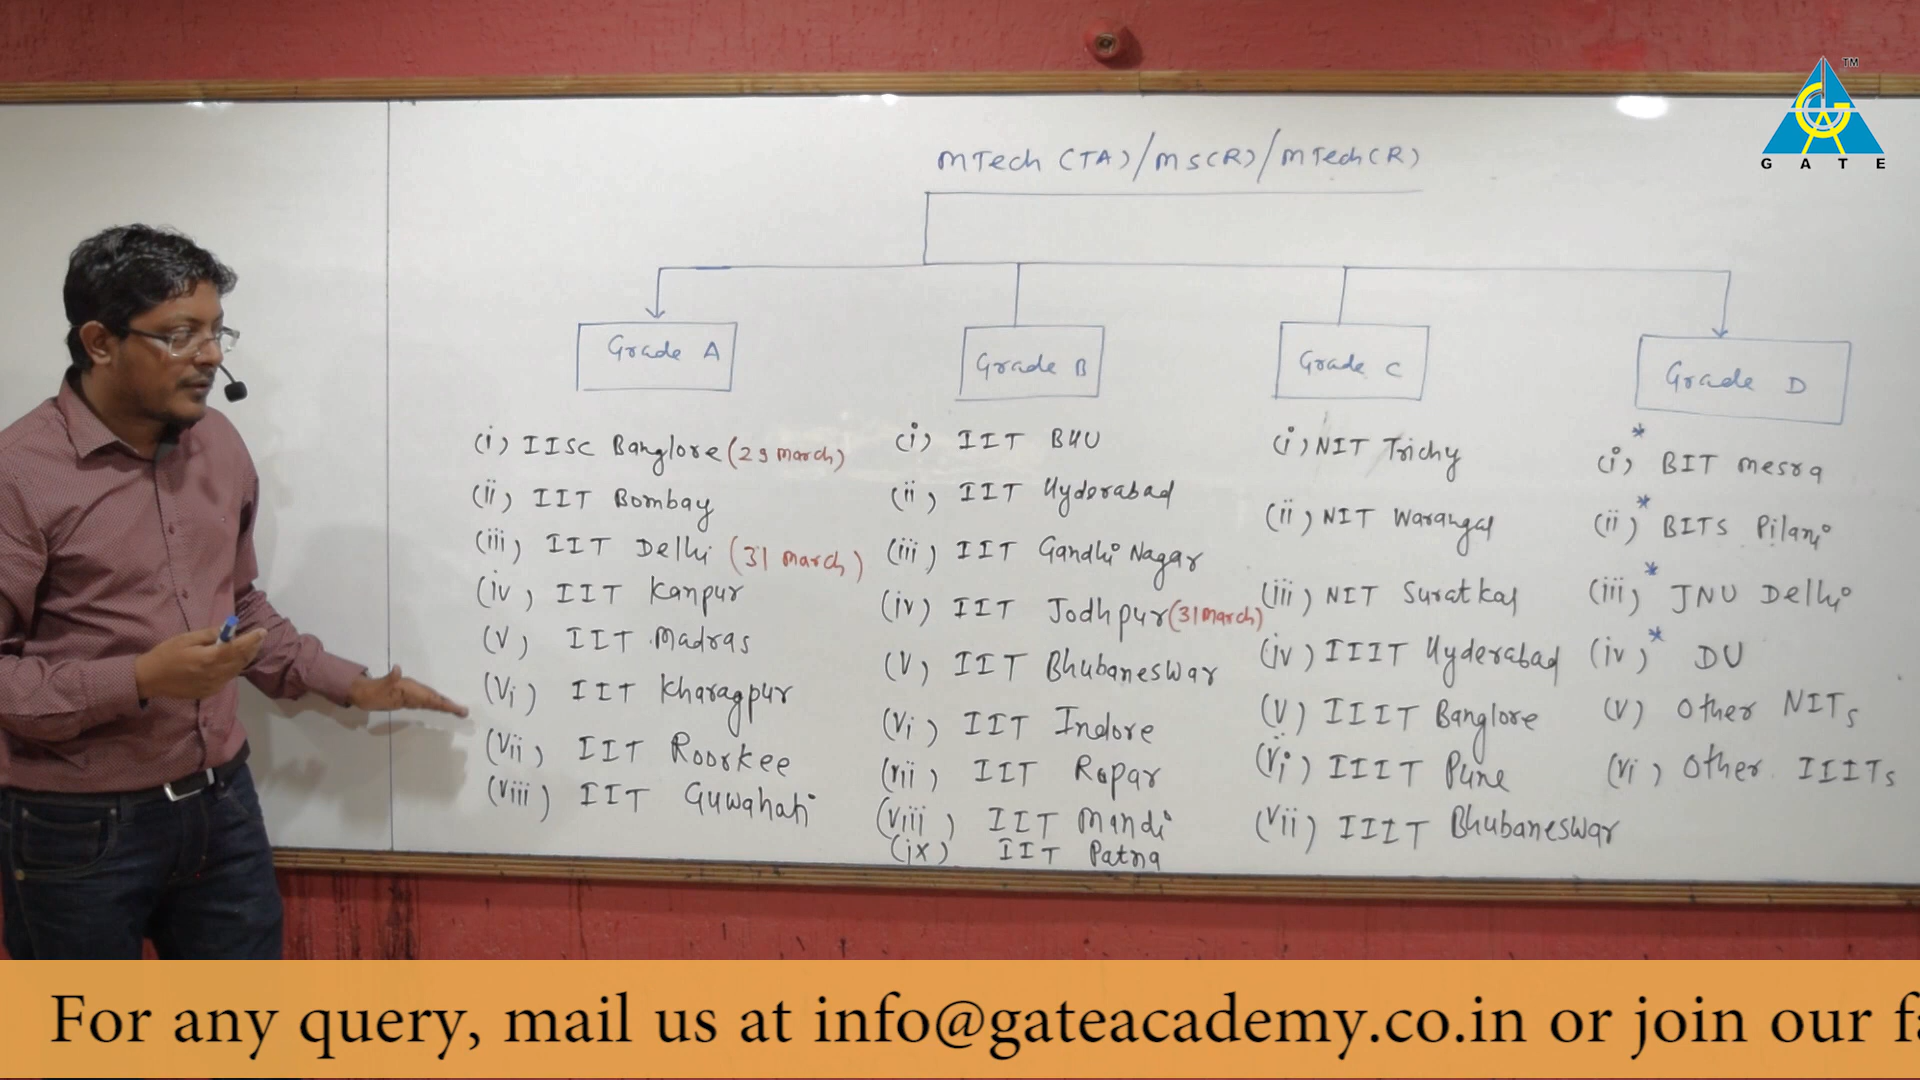 TM
GATE
MTech (TA)/MS(R)/MTech(R)
Grade A
(i) IISC Banglore (29 march)
(ii) IIT Bombay
(iii) IIT Delhi (31 march)
(iv) IIT Kanpur
(v) IIT Madras
(vi) IIT Kharagpur
(vii) IIT Roorkee
(viii) IIT Guwahati
Grade B
(i) IIT BHU
(ii) IIT Hyderabad
(iii) IIT Gandhi Nagar
(iv) IIT Jodhpur (31 march)
(v) IIT Bhubaneswar
(vi) IIT Indore
(vii) IIT Ropar
(viii) IIT Mandi
(ix) IIT Patna
Grade C
(i) NIT Trichy
(ii) NIT Warangal
(iii) NIT Suratkal
(iv) IIIT Hyderabad
(v) IIIT Banglore
(vi) IIIT Pune
(vii) IIIT Bhubaneswar
Grade D
(i)* BIT mesra
(ii)* BITS Pilani
(iii)* JNU Delhi
(iv)* DU
(v) Other NITs
(vi) Other IIITs
For any query, mail us at info@gateacademy.co.in or join our fa